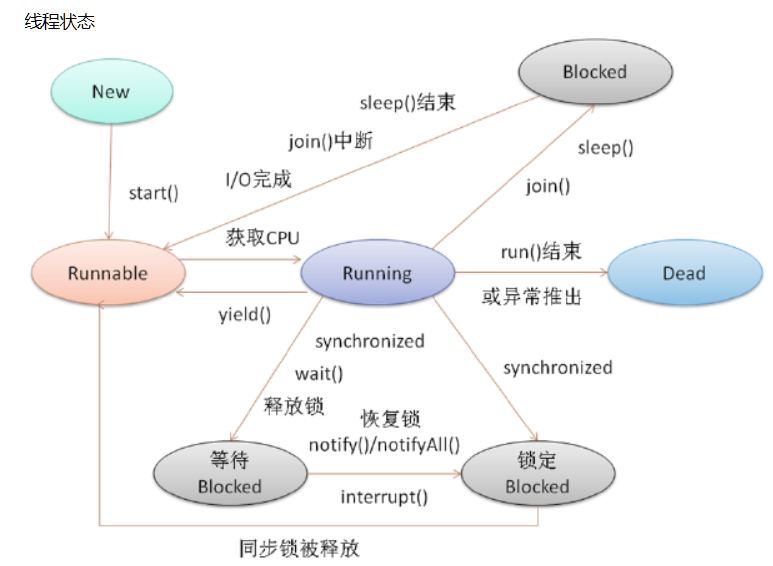 线程状态
New
Blocked
sleep()结束
join()中断
I/O完成
sleep()
join()
start()
获取CPU
Runnable
Running
Dead
run()结束
或异常推出
yield()
synchronized
wait()
释放锁
synchronized
恢复锁
notify()/notifyAll()
等待
Blocked
锁定
Blocked
interrupt()
同步锁被释放